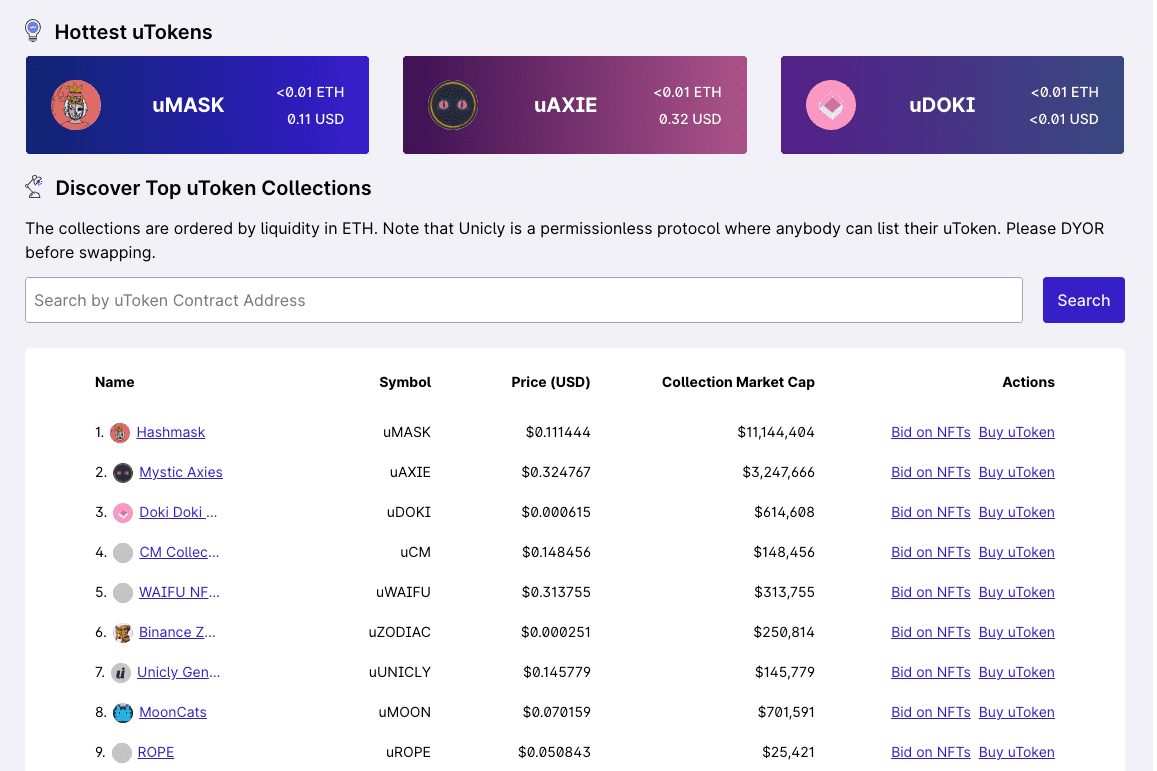 Hottest uTokens
uMASK <0.01 ETH 0.11 USD
uAXIE <0.01 ETH 0.32 USD
uDOKI <0.01 ETH <0.01 USD
Discover Top uToken Collections
The collections are ordered by liquidity in ETH. Note that Unicly is a permissionless protocol where anybody can list their uToken. Please DYOR
before swapping.
Search by uToken Contract Address Search
Name Symbol Price (USD) Collection Market Cap Actions
1. Hashmask uMASK $0.111444 $11,144,404 Bid on NFTs Buy uToken
2. Mystic Axies uAXIE $0.324767 $3,247,666 Bid on NFTs Buy uToken
3. Doki Doki ... uDOKI $0.000615 $614,608 Bid on NFTs Buy uToken
4. CM Collec... uCM $0.148456 $148,456 Bid on NFTs Buy uToken
5. WAIFU NF... uWAIFU $0.313755 $313,755 Bid on NFTs Buy uToken
6. Binance Z... uZODIAC $0.000251 $250,814 Bid on NFTs Buy uToken
7. Unicly Gen... uUNICLY $0.145779 $145,779 Bid on NFTs Buy uToken
8. MoonCats uMOON $0.070159 $701,591 Bid on NFTs Buy uToken
9. ROPE uROPE $0.050843 $25,421 Bid on NFTs Buy uToken